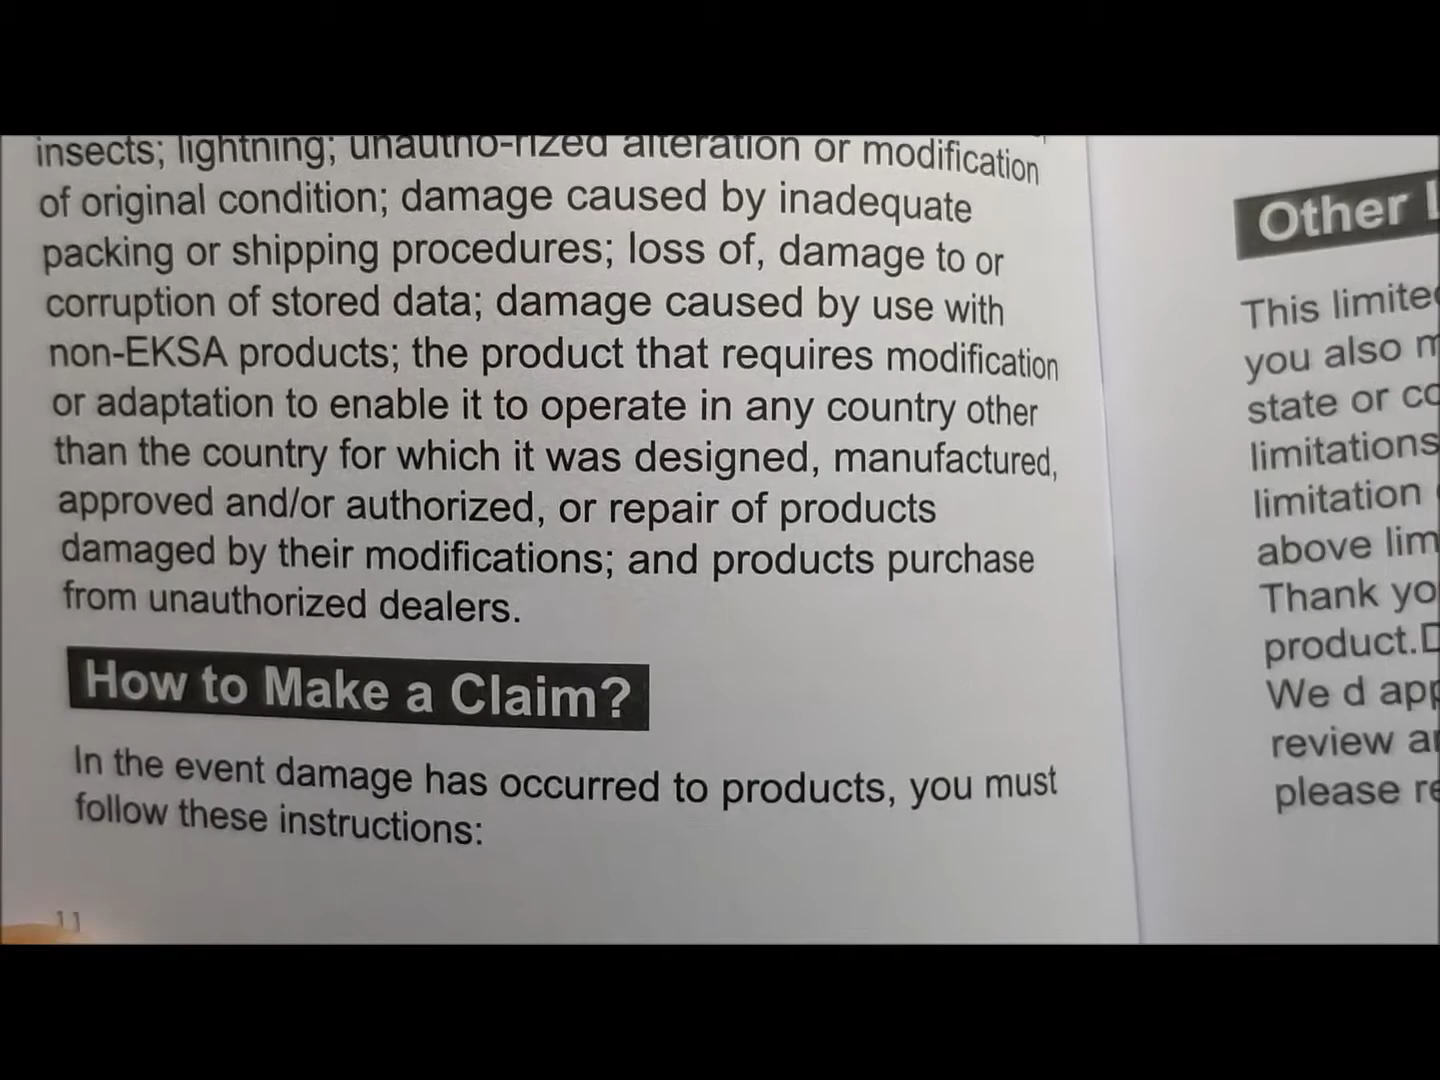 insects; lightning; unautho-rized alteration or modification
of original condition; damage caused by inadequate
packing or shipping procedures; loss of, damage to or
corruption of stored data; damage caused by use with
non-EKSA products; the product that requires modification
or adaptation to enable it to operate in any country other
than the country for which it was designed, manufactured,
approved and/or authorized, or repair of products
damaged by their modifications; and products purchase
from unauthorized dealers.
How to Make a Claim?
In the event damage has occurred to products, you must
follow these instructions:
11
Other
This limited
you also
state or
limitations
limitation
above
Thank
product.
We d
review
please